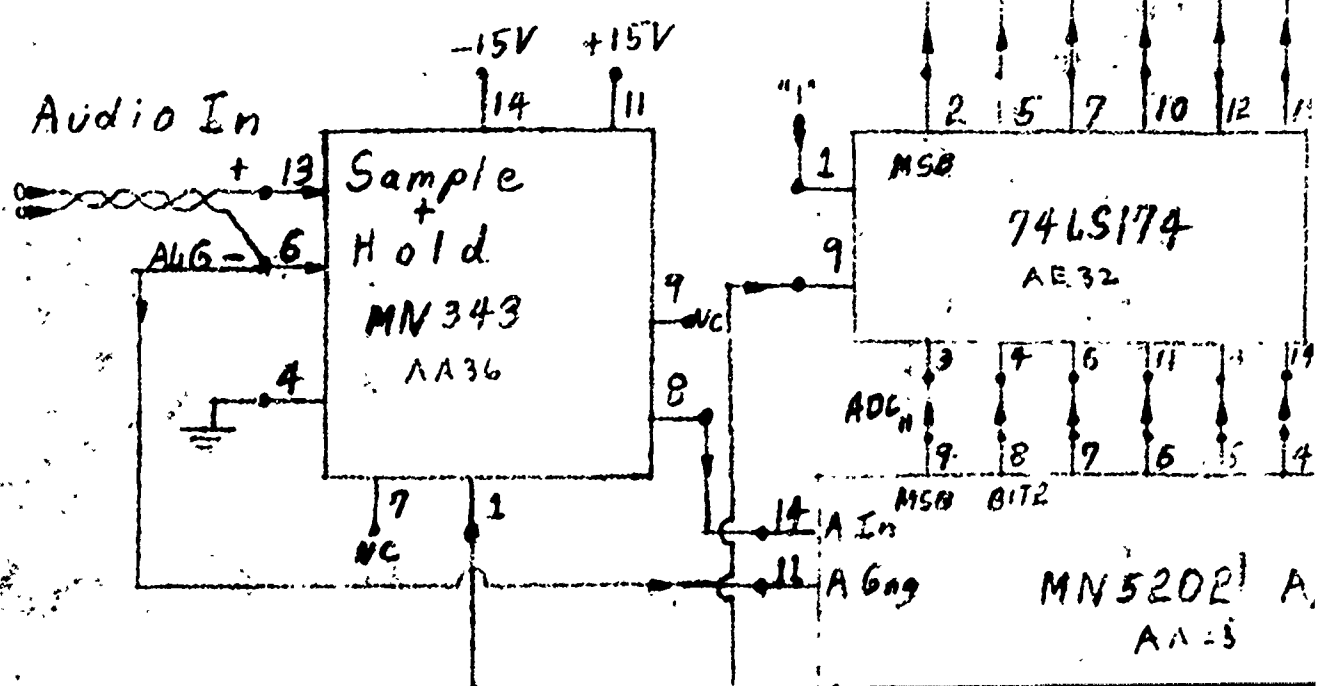 -15V +15V
14 11
Audio In
+ 13
Sample
+
Hold
MN343
AA36
6
4
9
NC
8
7
NC
1
"1"
1
9
2 5 7 10 12
MSB
74LS174
AE32
3 4 6 11 14
ADC
9 8 7 6 5 4
MSB BIT2
14 A In
11 A Gng
MN5202